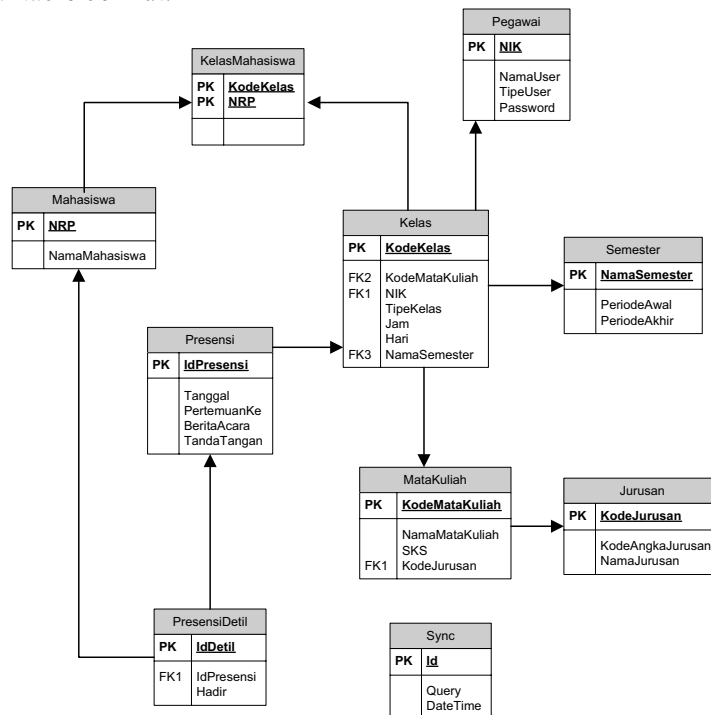 Pegawai
PK NIK
NamaUser
TipeUser
Password
KelasMahasiswa
PK KodeKelas
PK NRP
Mahasiswa
PK NRP
NamaMahasiswa
Kelas
PK KodeKelas
FK2 KodeMataKuliah
FK1 NIK
TipeKelas
Jam
Hari
FK3 NamaSemester
Semester
PK NamaSemester
PeriodeAwal
PeriodeAkhir
Presensi
PK IdPresensi
Tanggal
PertemuanKe
BeritaAcara
TandaTangan
MataKuliah
PK KodeMataKuliah
NamaMataKuliah
SKS
FK1 KodeJurusan
Jurusan
PK KodeJurusan
KodeAngkaJurusan
NamaJurusan
PresensiDetil
PK IdDetil
FK1 IdPresensi
Hadir
Sync
PK Id
Query
DateTime